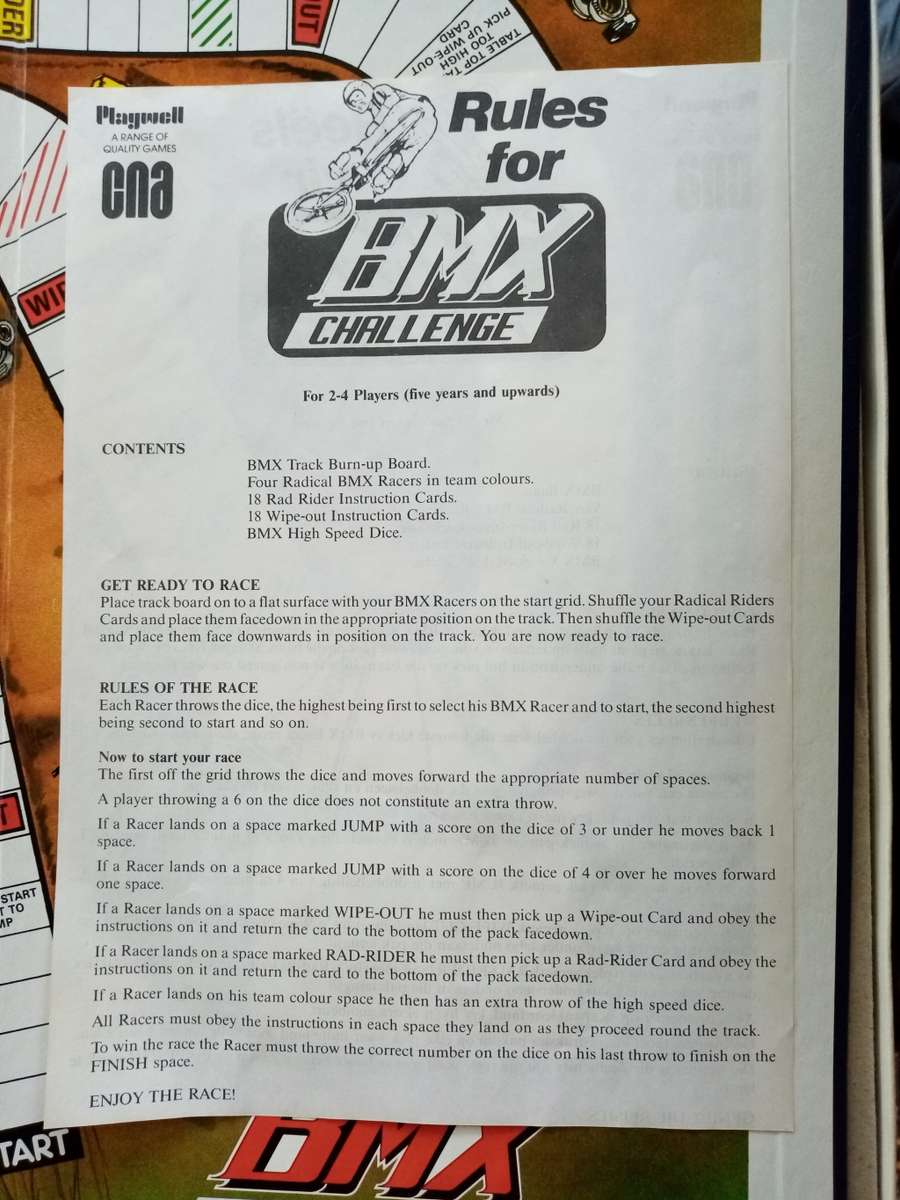 OUT
TABLE TOP TA
TOO HIGH
PICK UP WIPE-OUT
CARD
Playwell
A RANGE OF
QUALITY GAMES
cna
Rules
for
BMX
CHALLENGE
For 2-4 Players (five years and upwards)
CONTENTS
BMX Track Burn-up Board.
Four Radical BMX Racers in team colours.
18 Rad Rider Instruction Cards.
18 Wipe-out Instruction Cards.
BMX High Speed Dice.
GET READY TO RACE
Place track board on to a flat surface with your BMX Racers on the start grid. Shuffle your Radical Riders
Cards and place them facedown in the appropriate position on the track. Then shuffle the Wipe-out Cards
and place them face downwards in position on the track. You are now ready to race.
RULES OF THE RACE
Each Racer throws the dice, the highest being first to select his BMX Racer and to start, the second highest
being second to start and so on.
Now to start your race
The first off the grid throws the dice and moves forward the appropriate number of spaces.
A player throwing a 6 on the dice does not constitute an extra throw.
If a Racer lands on a space marked JUMP with a score on the dice of 3 or under he moves back 1
space.
If a Racer lands on a space marked JUMP with a score on the dice of 4 or over he moves forward
one space.
If a Racer lands on a space marked WIPE-OUT he must then pick up a Wipe-out Card and obey the
instructions on it and return the card to the bottom of the pack facedown.
If a Racer lands on a space marked RAD-RIDER he must then pick up a Rad-Rider Card and obey the
instructions on it and return the card to the bottom of the pack facedown.
If a Racer lands on his team colour space he then has an extra throw of the high speed dice.
All Racers must obey the instructions in each space they land on as they proceed round the track.
To win the race the Racer must throw the correct number on the dice on his last throw to finish on the
FINISH space.
ENJOY THE RACE!
DER
WIP
T
START
T TO
MP
TART
BMX